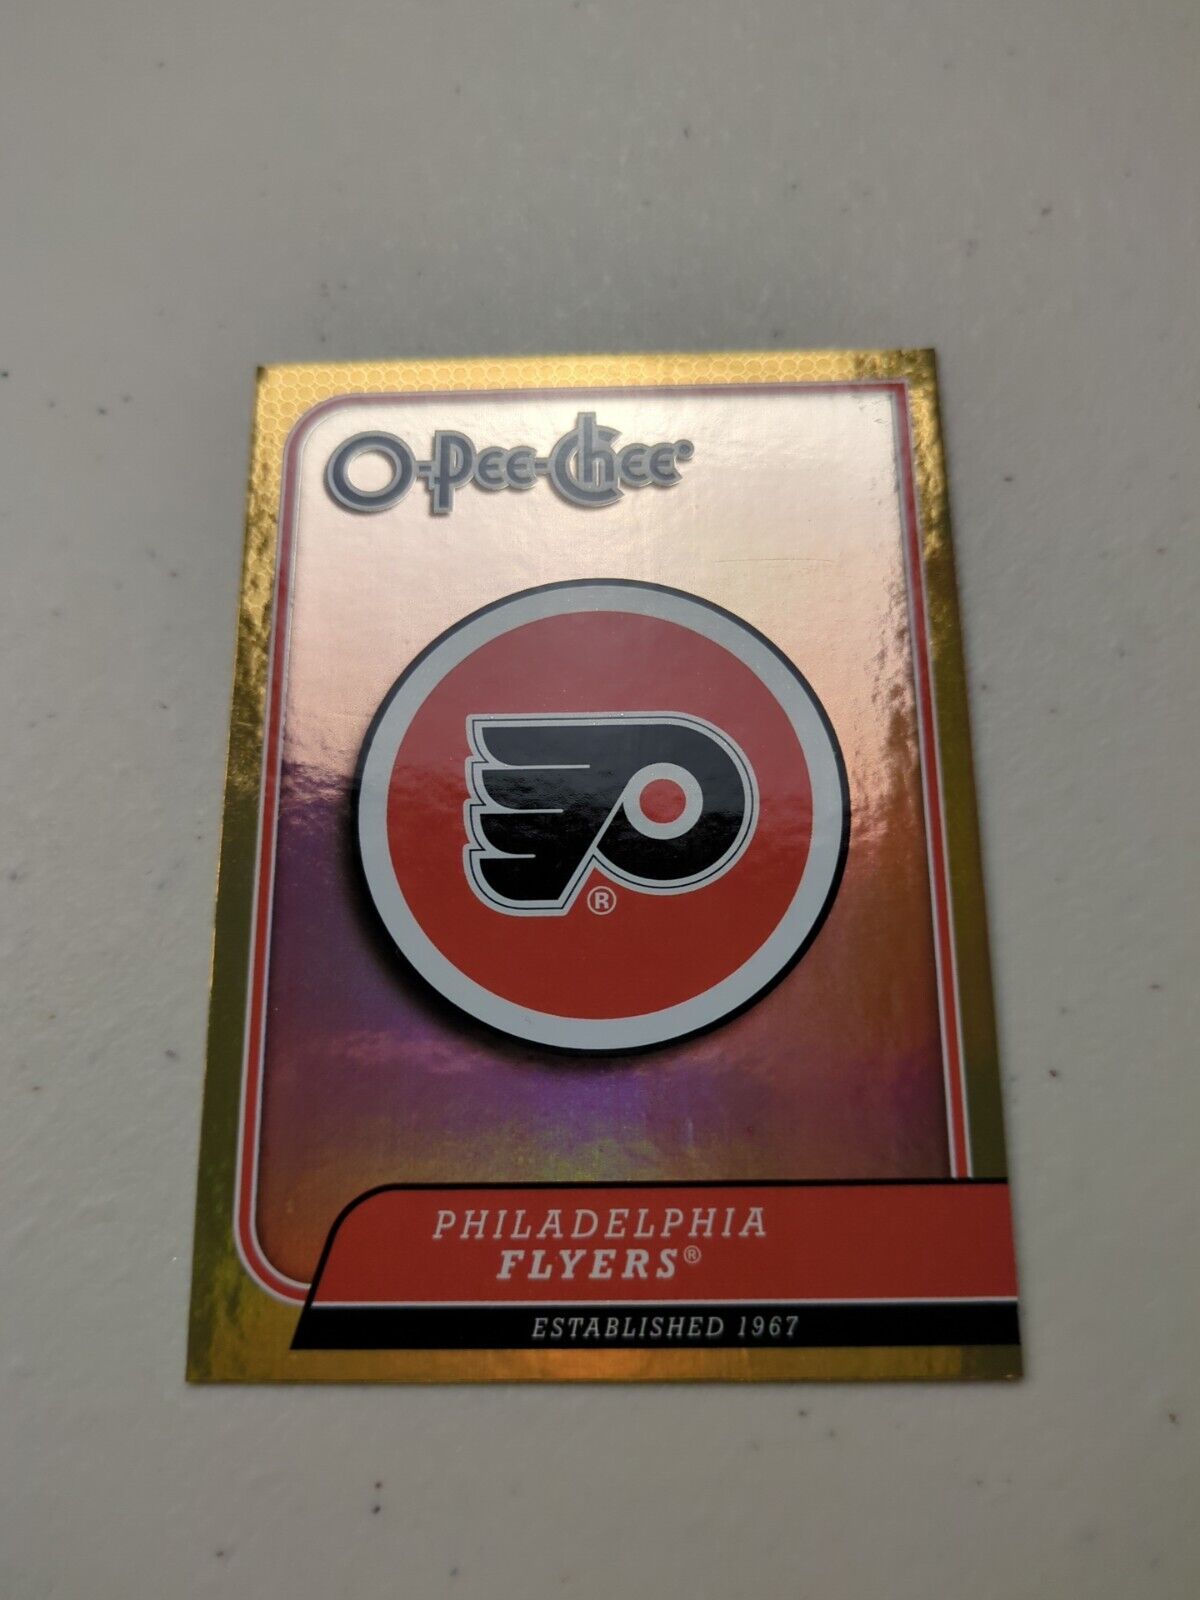 O-Pee-Chee
®
PHILADELPHIA
FLYERS®
ESTABLISHED 1967